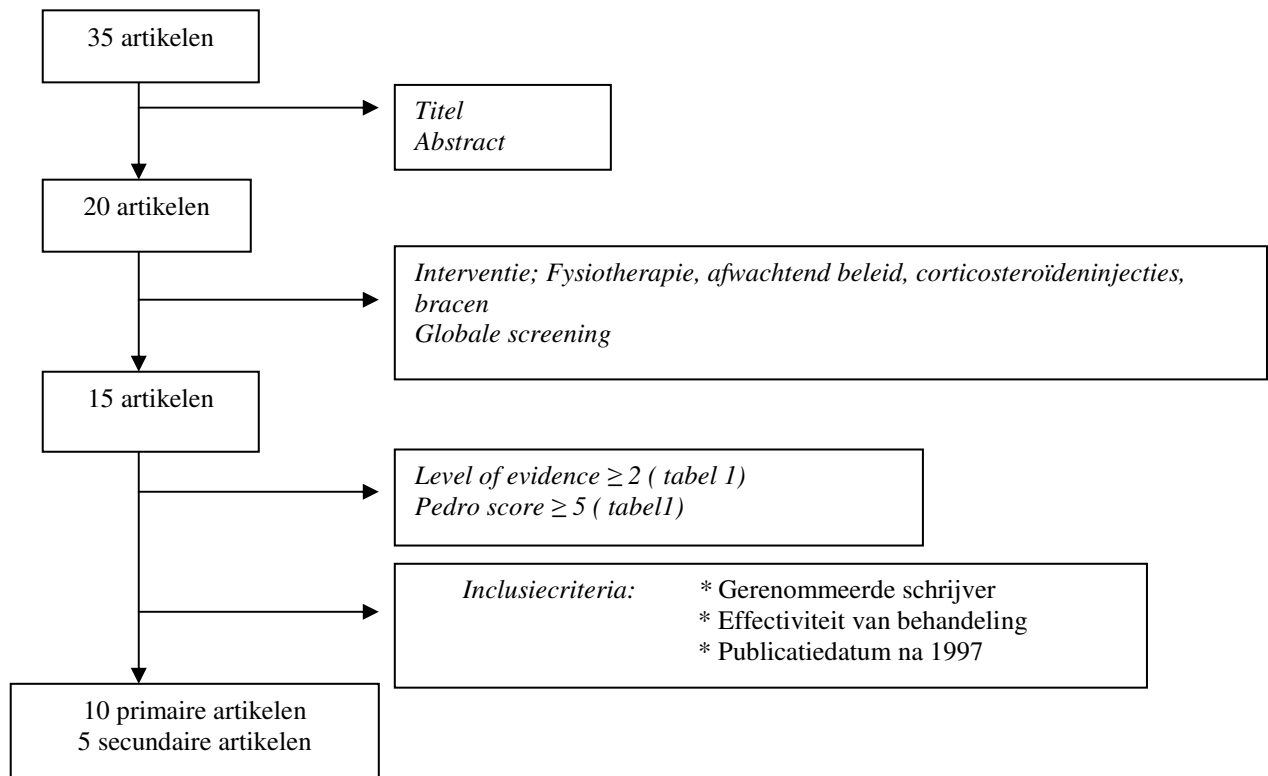 35 artikelen
Titel
Abstract
20 artikelen
Interventie; Fysiotherapie, afwachtend beleid, corticosteroïdeninjecties,
bracen
Globale screening
15 artikelen
Level of evidence ≥ 2 ( tabel 1)
Pedro score ≥ 5 ( tabel1)
Inclusiecriteria: * Gerenommeerde schrijver
* Effectiviteit van behandeling
* Publicatiedatum na 1997
10 primaire artikelen
5 secundaire artikelen